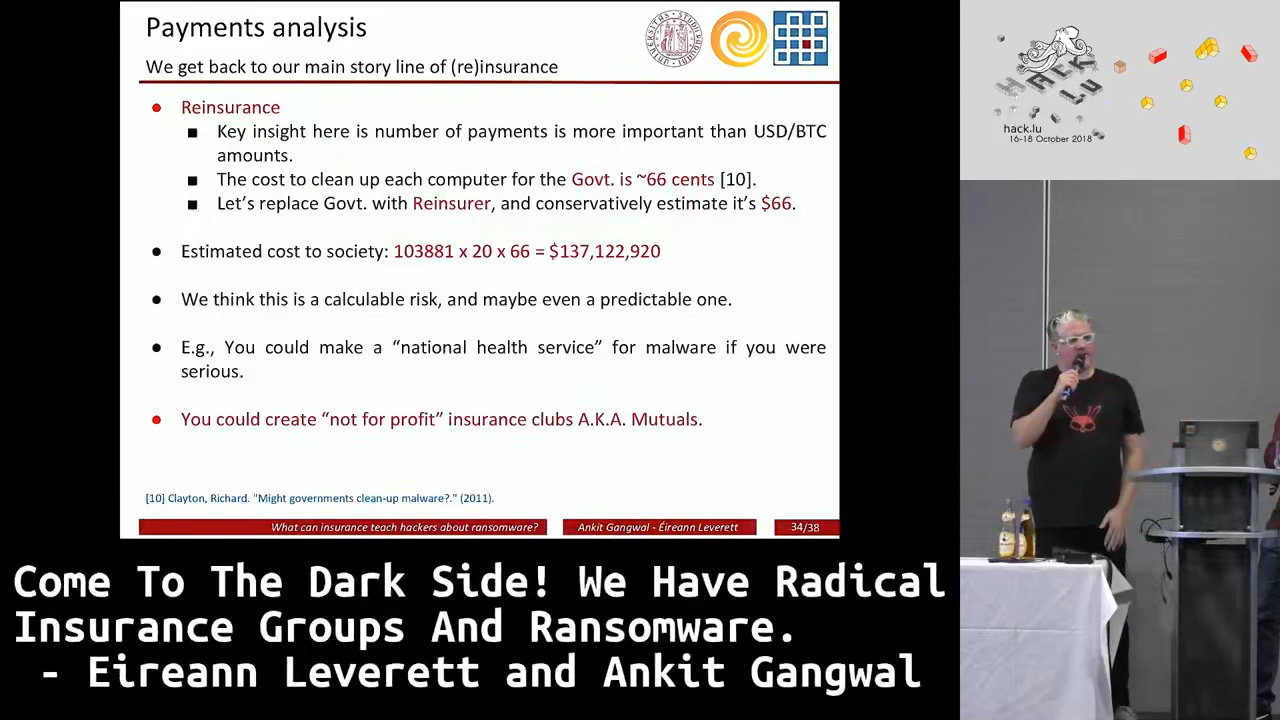 Payments analysis
We get back to our main story line of (re)insurance
● Reinsurance
■ Key insight here is number of payments is more important than USD/BTC
amounts.
■ The cost to clean up each computer for the Govt. is ~66 cents [10].
■ Let's replace Govt. with Reinsurer, and conservatively estimate it's $66.
● Estimated cost to society: 103881 x 20 x 66 = $137,122,920
● We think this is a calculable risk, and maybe even a predictable one.
● E.g., You could make a “national health service” for malware if you were
serious.
● You could create “not for profit” insurance clubs A.K.A. Mutuals.
[10] Clayton, Richard. "Might governments clean-up malware?." (2011).
What can insurance teach hackers about ransomware?
Ankit Gangwal - Éireann Leverett
34/38
HACK
LU
hack.lu
16-18 October 2018
Come To The Dark Side! We Have Radical
Insurance Groups And Ransomware.
- Eireann Leverett and Ankit Gangwal